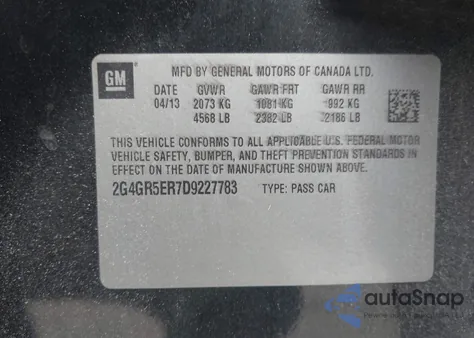 GM
MFD BY GENERAL MOTORS OF CANADA LTD.
DATE GVWR GAWR FRT GAWR RR
04/13 2073 KG 1081 KG 992 KG
4568 LB 2382 LB 2186 LB
THIS VEHICLE CONFORMS TO ALL APPLICABLE U.S. FEDERAL MOTOR
VEHICLE SAFETY, BUMPER, AND THEFT PREVENTION STANDARDS IN
EFFECT ON THE DATE OF MANUFACTURE SHOWN ABOVE.
2G4GR5ER7D9227783 TYPE: PASS CAR
autoSnap
POWERED BY CARCHECK